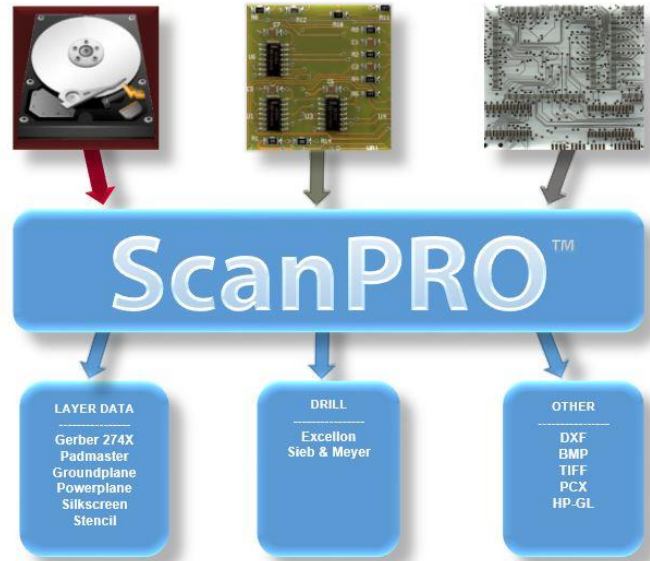 ScanPRO™
LAYER DATA
-------------------
Gerber 274X
Padmaster
Groundplane
Powerplane
Silkscreen
Stencil
DRILL
-------------------
Excellon
Sieb & Meyer
OTHER
-------------------
DXF
BMP
TIFF
PCX
HP-GL